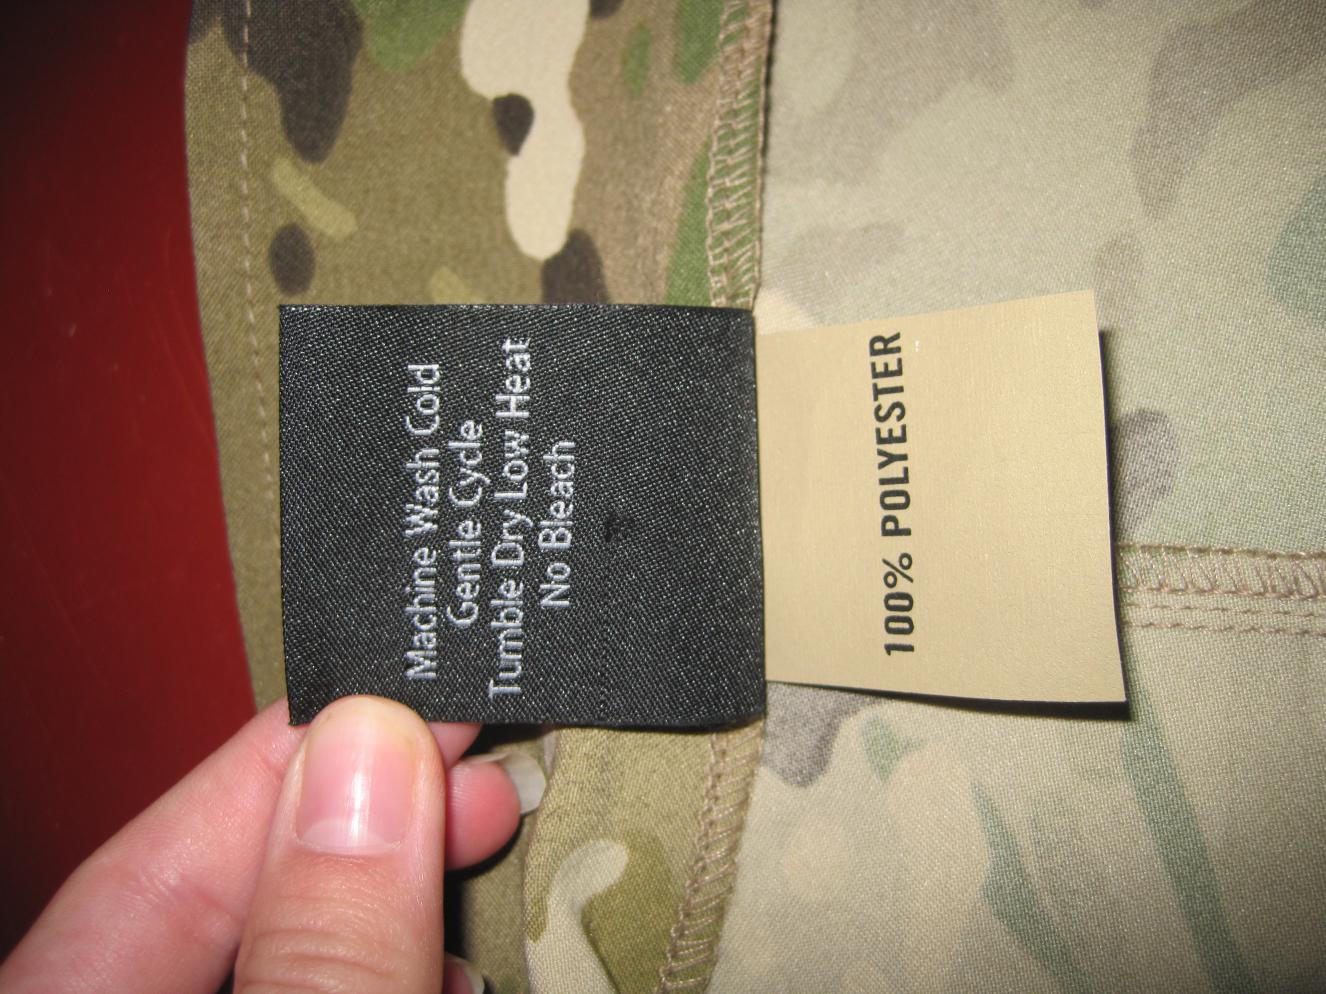 Machine Wash Cold
Gentle Cycle
Tumble Dry Low Heat
No Bleach
100% POLYESTER